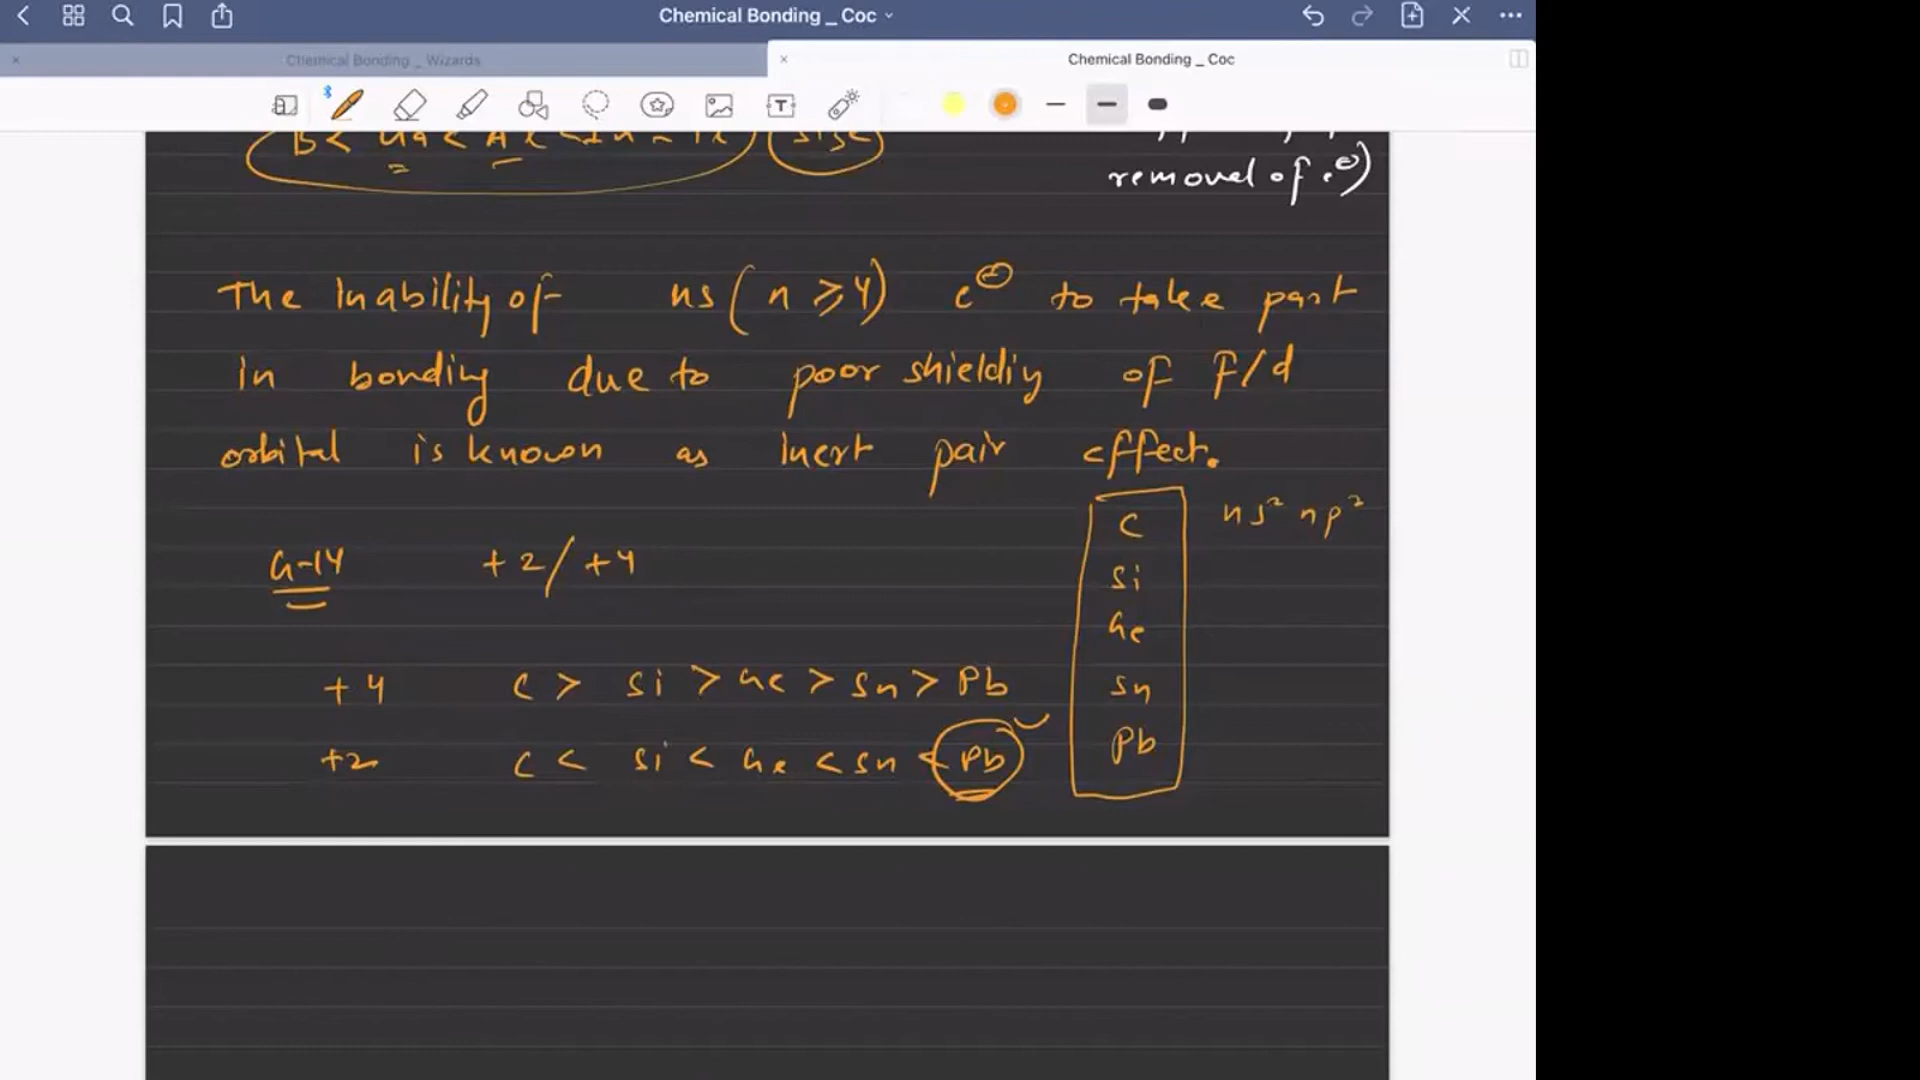 Chemical Bonding _ Coc
Chemical Bonding _ Wizards
Chemical Bonding _ Coc
removal of e⊖)
The Inability of ns (n ≥ 4) e⊖ to take part
in bonding due to poor shielding of F/d
orbital is known as Inert pair effect.
G-14 +2/+4
C ns² np²
Si
Ge
Sn
Pb
+4 C > Si > Ge > Sn > Pb
+2 C < Si < Ge < Sn < Pb